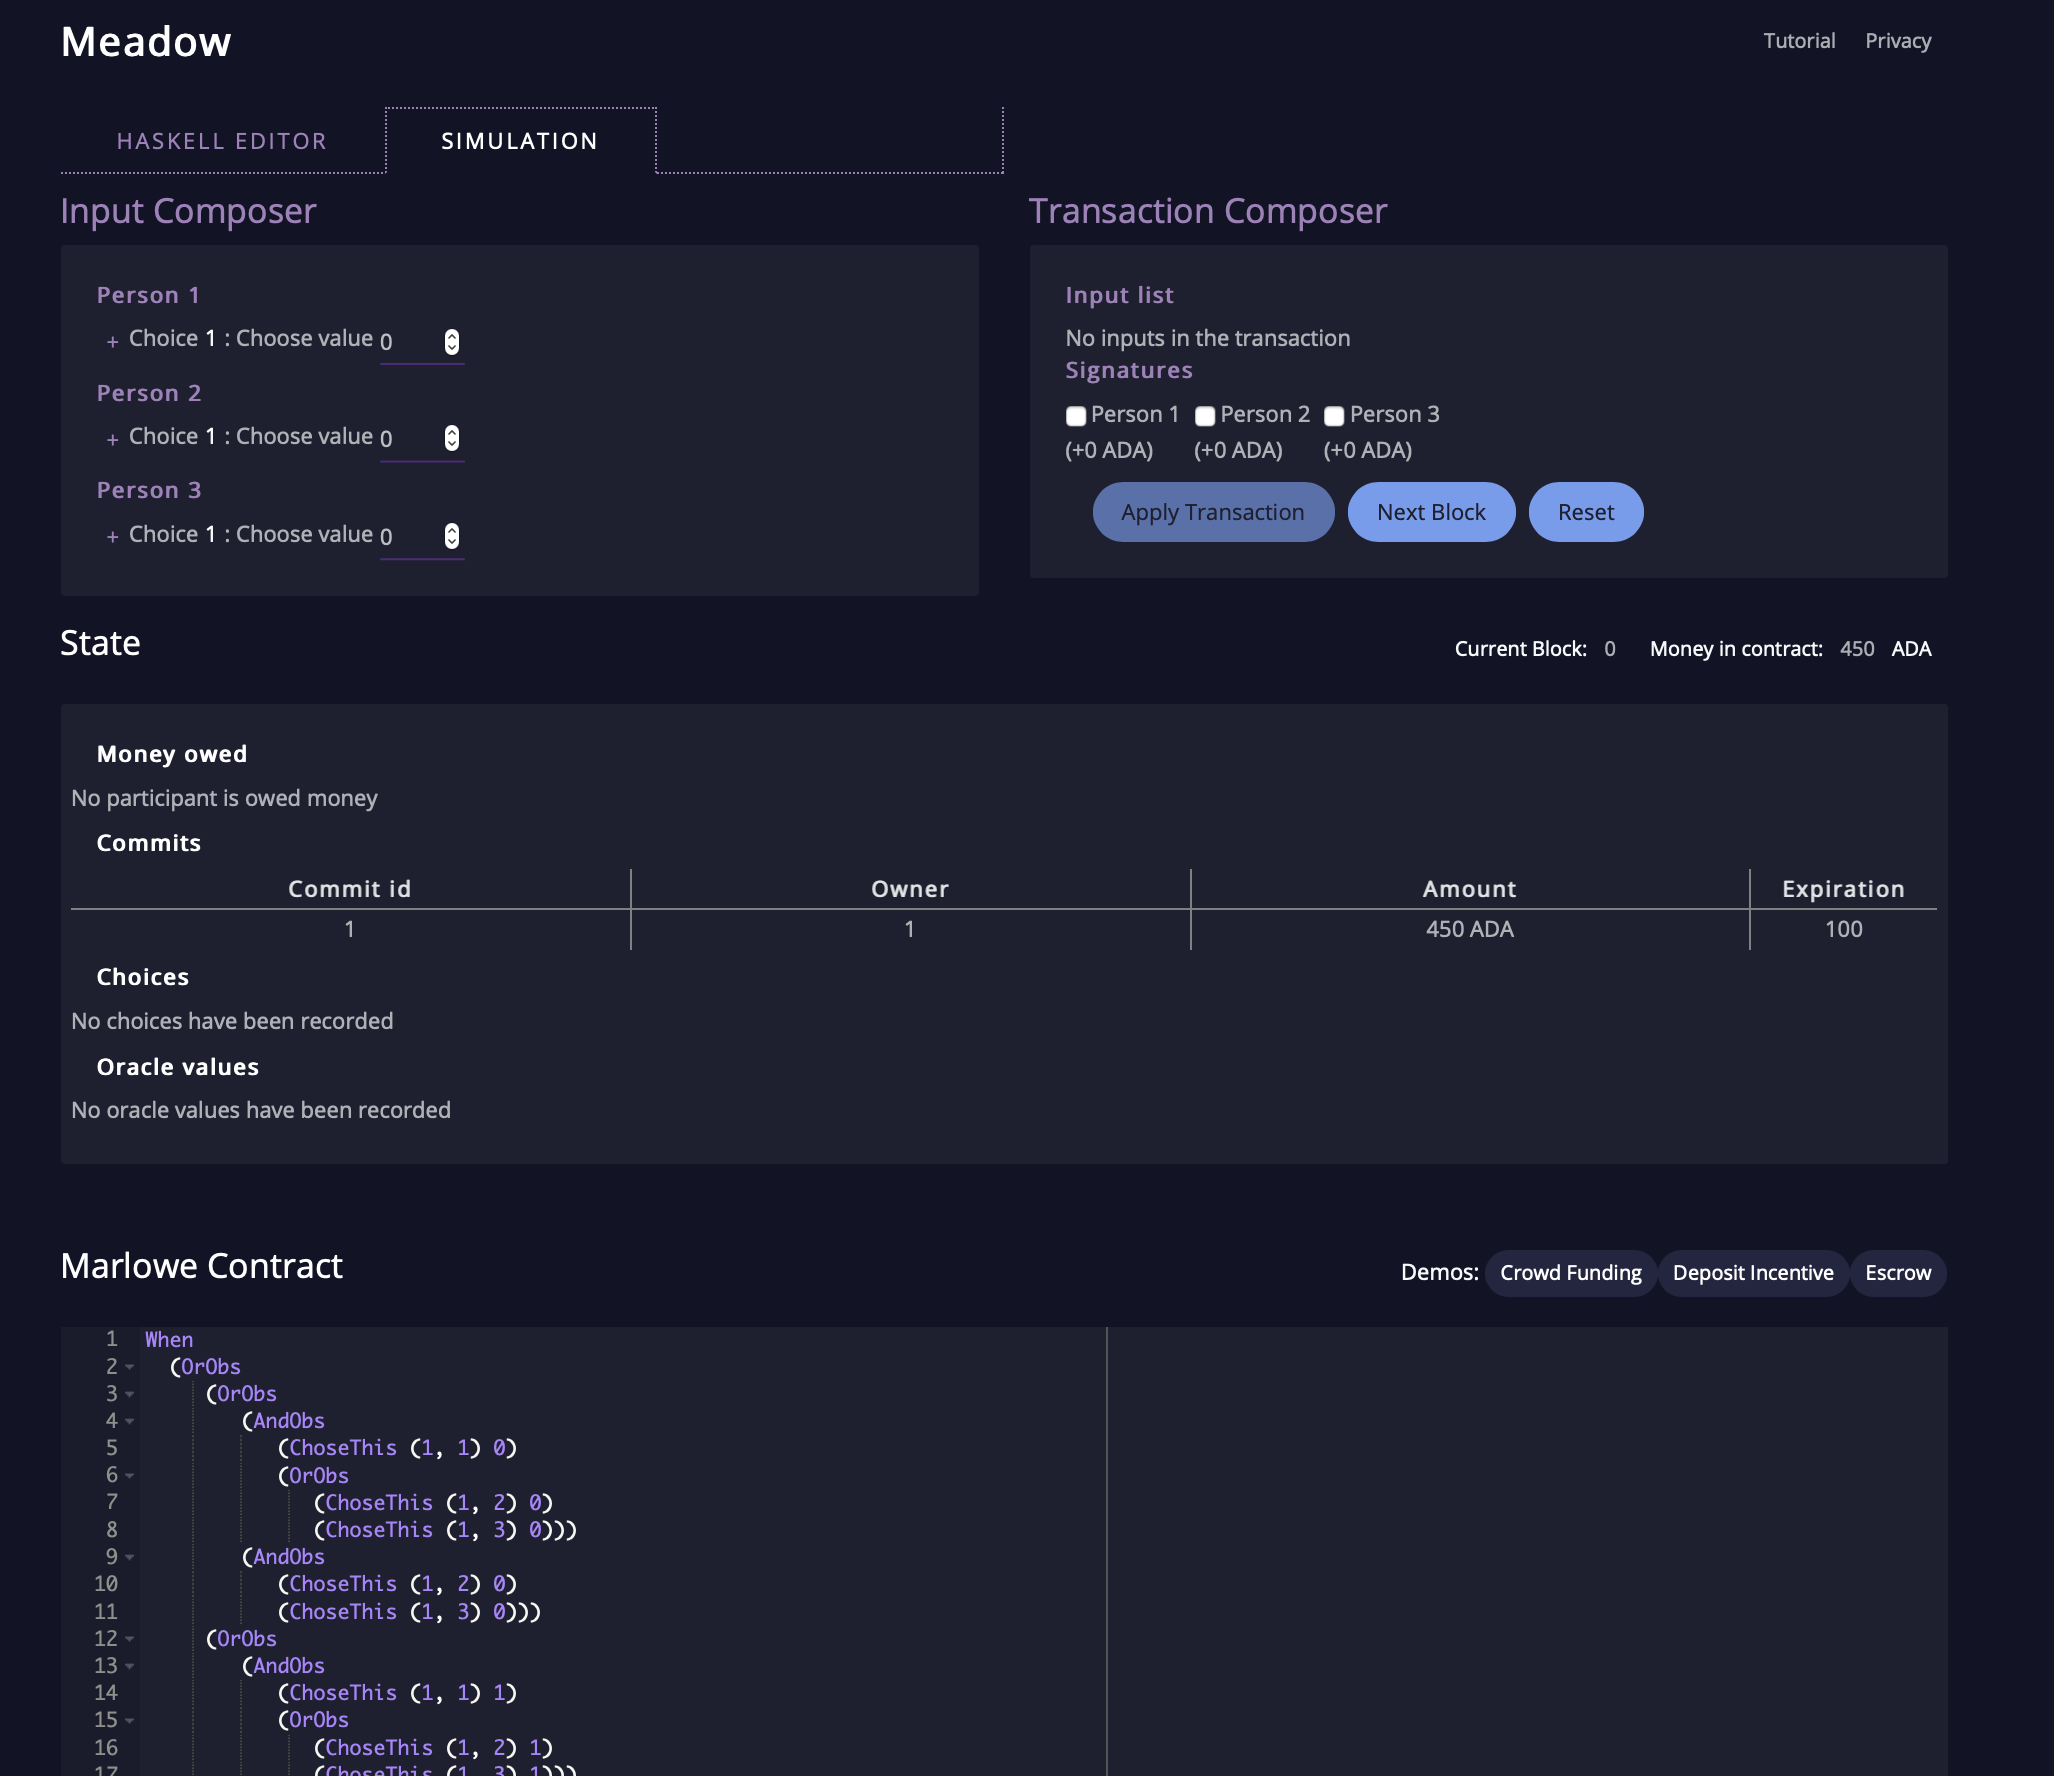 Meadow
Tutorial Privacy
HASKELL EDITOR SIMULATION
Input Composer
Person 1
+ Choice 1 : Choose value 0
Person 2
+ Choice 1 : Choose value 0
Person 3
+ Choice 1 : Choose value 0
Transaction Composer
Input list
No inputs in the transaction
Signatures
Person 1 Person 2 Person 3
(+0 ADA) (+0 ADA) (+0 ADA)
Apply Transaction Next Block Reset
State
Current Block: 0 Money in contract: 450 ADA
Money owed
No participant is owed money
Commits
Commit id Owner Amount Expiration
1 1 450 ADA 100
Choices
No choices have been recorded
Oracle values
No oracle values have been recorded
Marlowe Contract
Demos: Crowd Funding Deposit Incentive Escrow
1 When
2 (OrObs
3 (OrObs
4 (AndObs
5 (ChoseThis (1, 1) 0)
6 (OrObs
7 (ChoseThis (1, 2) 0)
8 (ChoseThis (1, 3) 0)))
9 (AndObs
10 (ChoseThis (1, 2) 0)
11 (ChoseThis (1, 3) 0)))
12 (OrObs
13 (AndObs
14 (ChoseThis (1, 1) 1)
15 (OrObs
16 (ChoseThis (1, 2) 1)
17 (ChoseThis (1, 3) 1)))